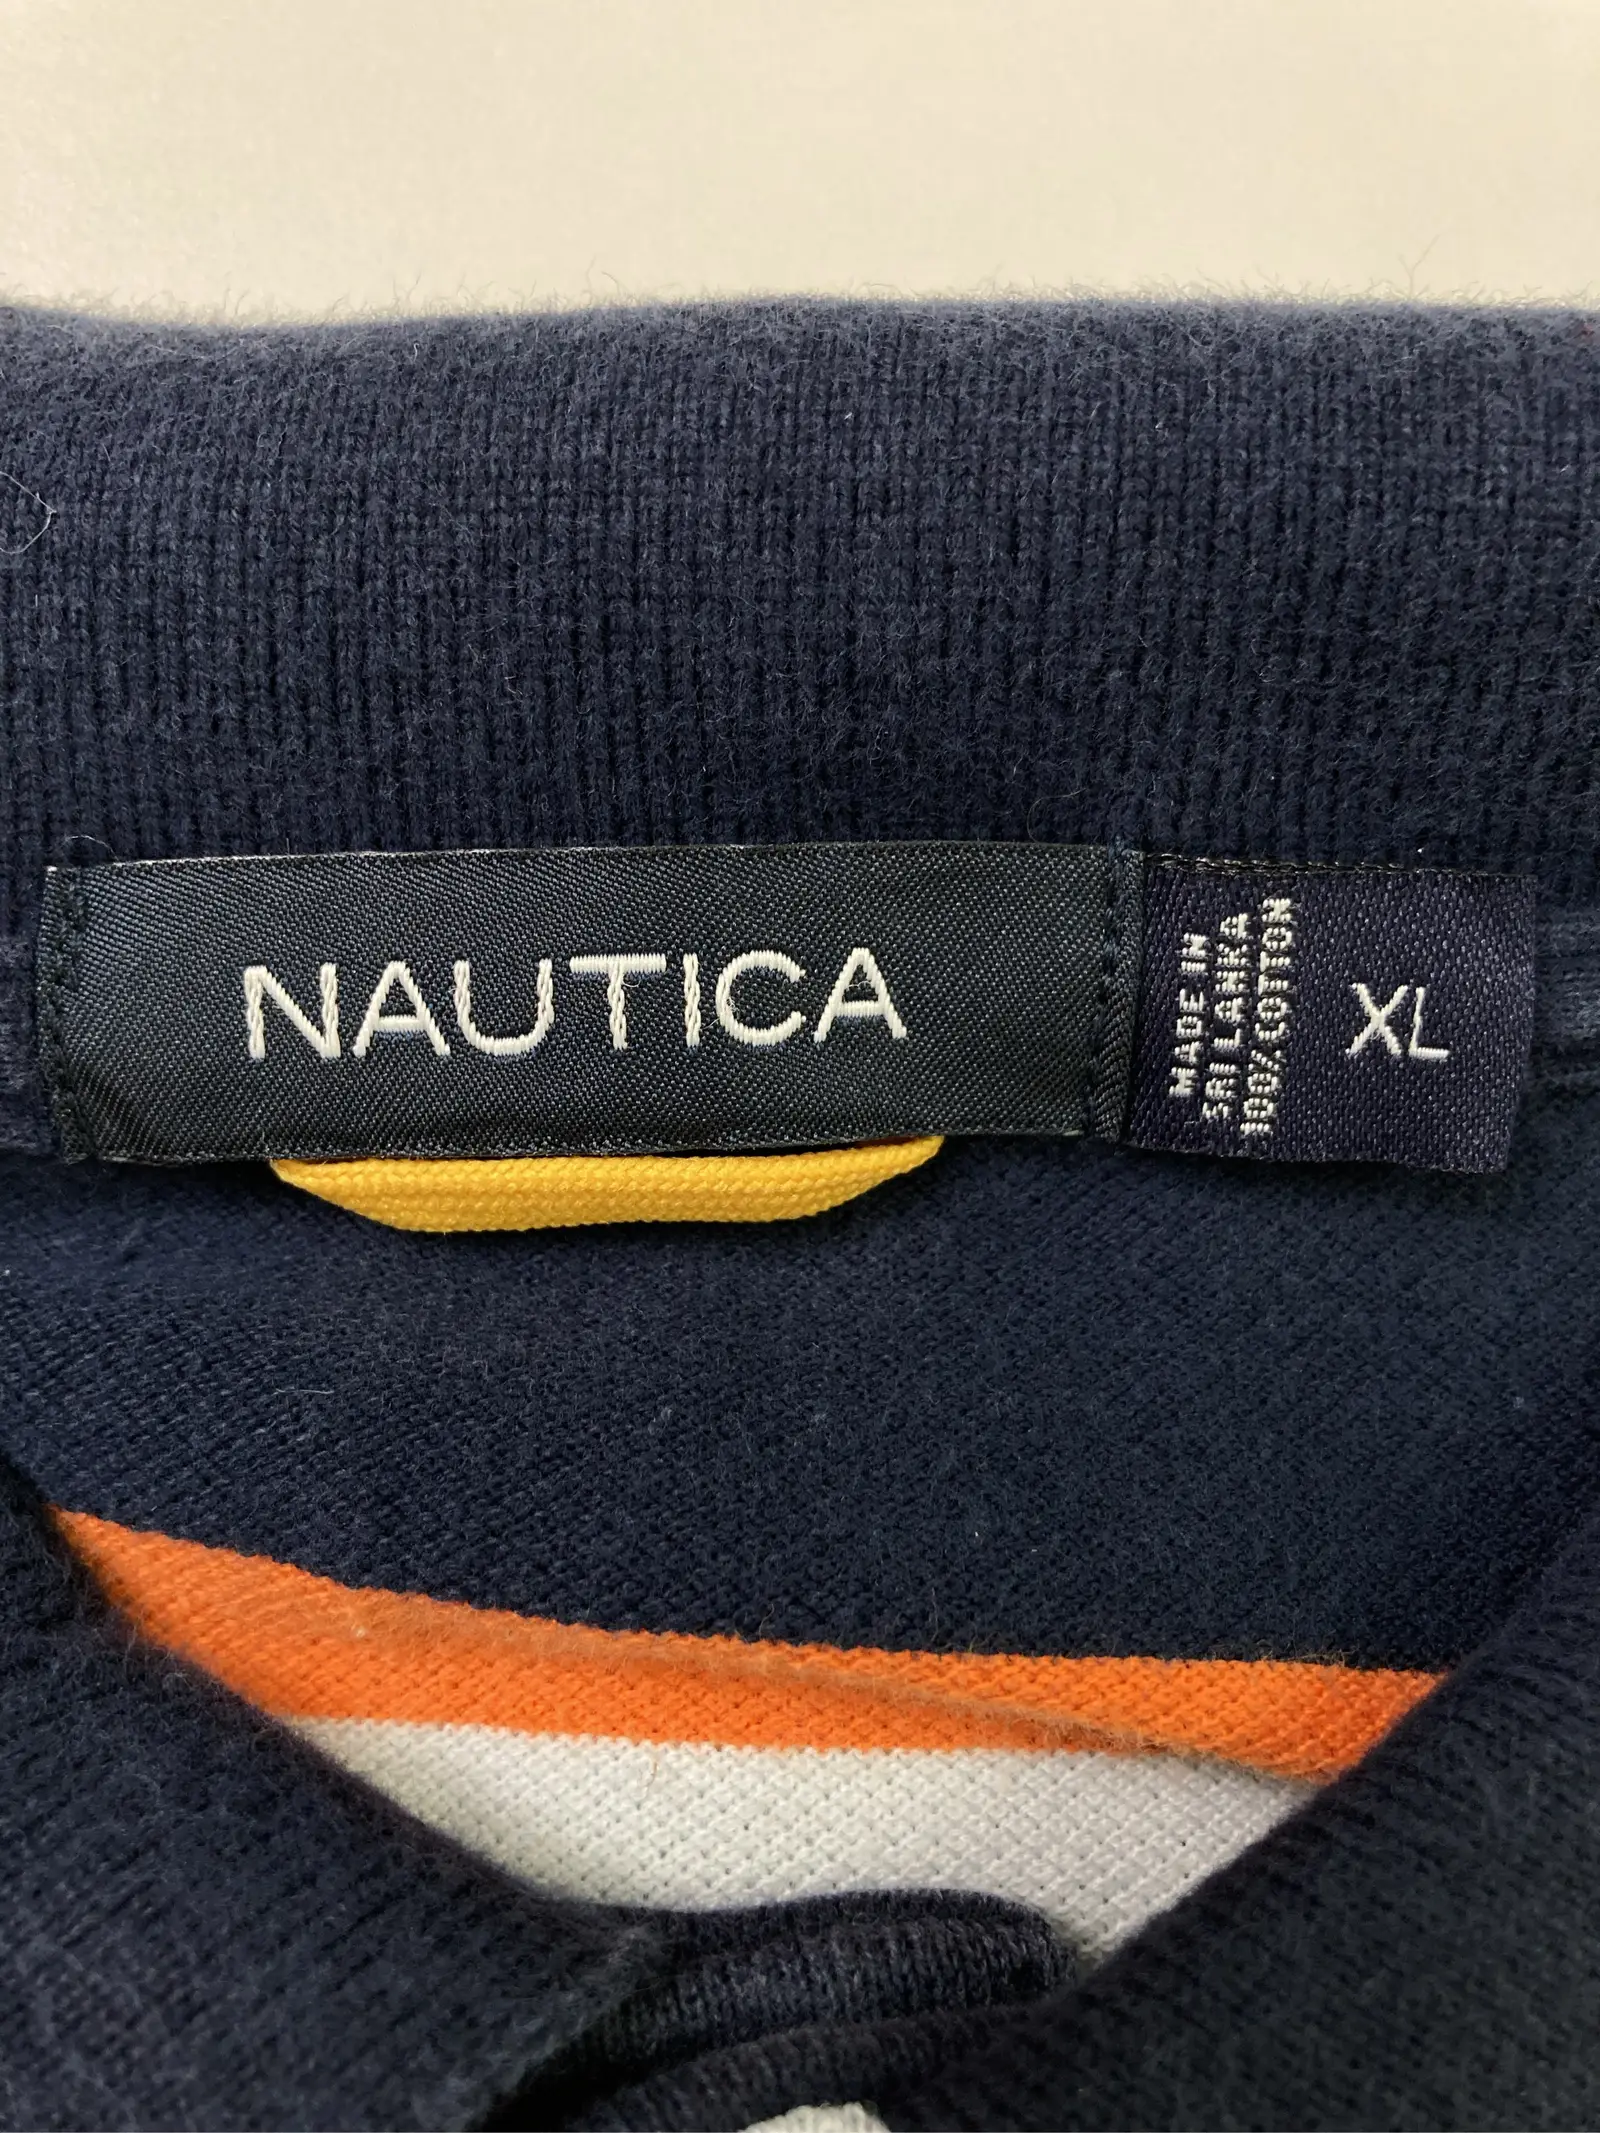 NAUTICA
MADE IN
SRI LANKA
100% COTTON
XL